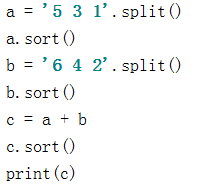 a = '5 3 1'.split()
a.sort()
b = '6 4 2'.split()
b.sort()
c = a + b
c.sort()
print(c)